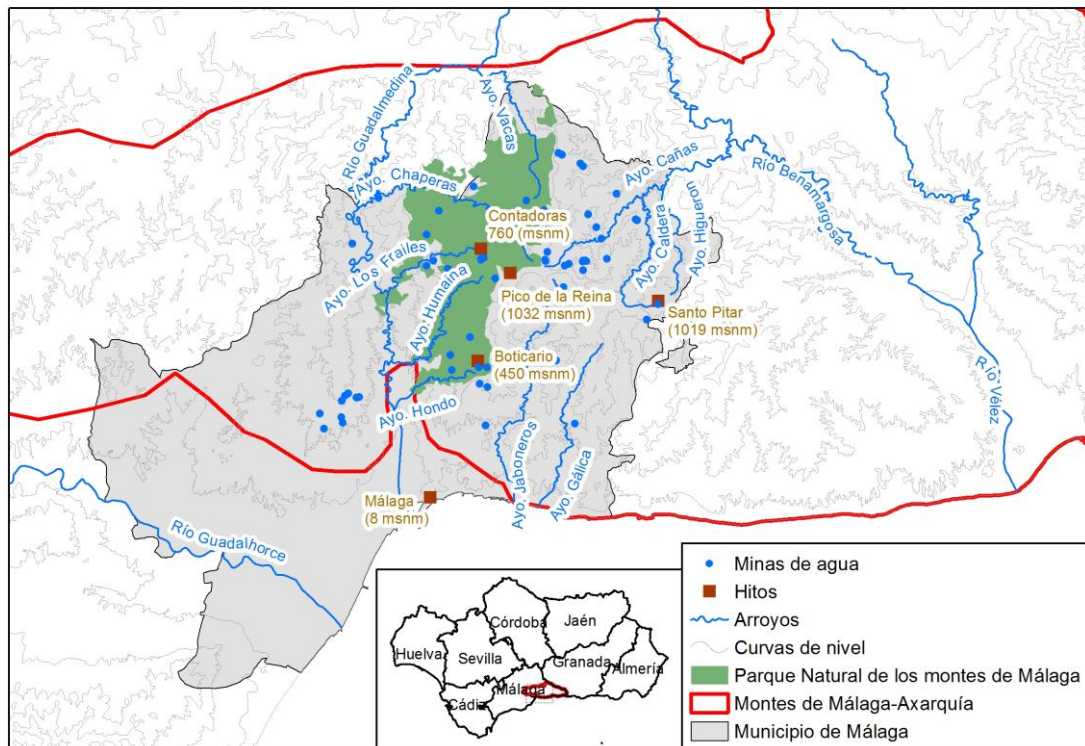 Río Guadalmedina
Ayo. Vacas
Ayo. Chaperas
Ayo. Cañas
Río Benamargosa
Contadoras
760 (msnm)
Ayo. Caldera
Ayo. Higueron
Ayo. Los Frailes
Ayo. Humaina
Pico de la Reina
(1032 msnm)
Santo Pitar
(1019 msnm)
Boticario
(450 msnm)
Río Vélez
Ayo. Hondo
Ayo. Jaboneros
Ayo. Gálica
Málaga
(8 msnm)
Río Guadalhorce
Córdoba
Jaén
Huelva
Sevilla
Granada
Almería
Málaga
Cádiz
Minas de agua
Hitos
Arroyos
Curvas de nivel
Parque Natural de los montes de Málaga
Montes de Málaga-Axarquía
Municipio de Málaga